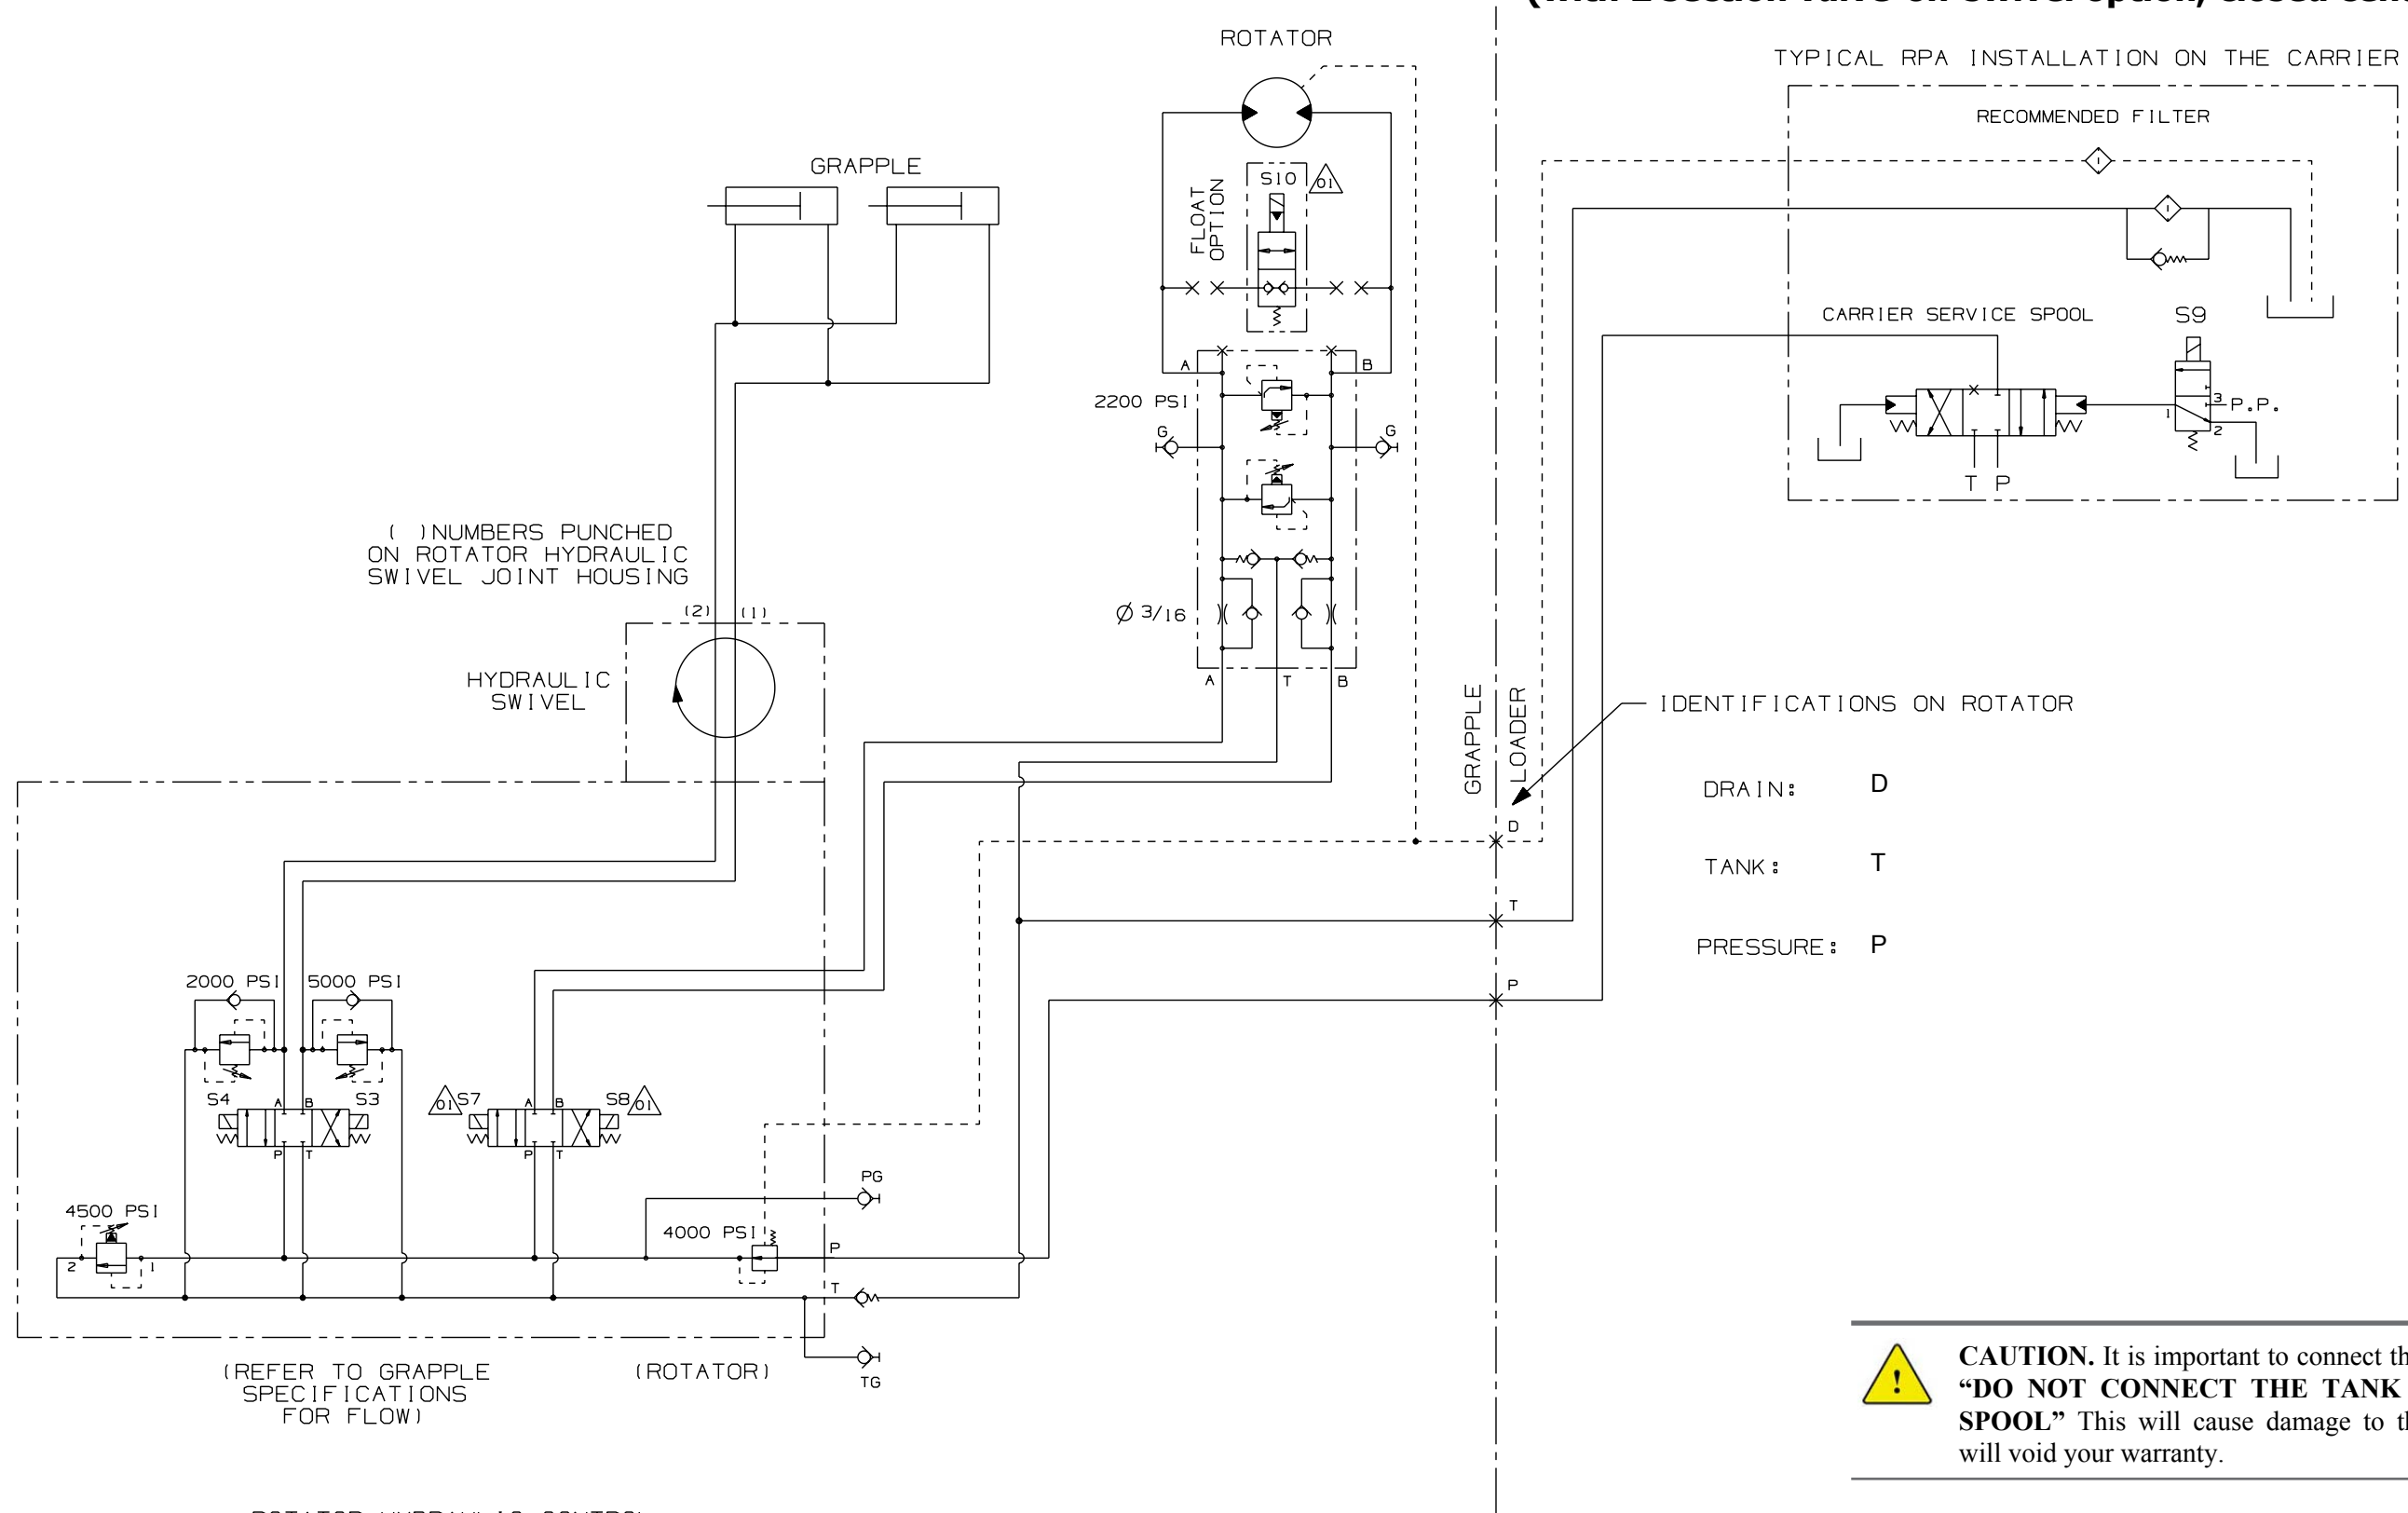 TYPICAL RPA INSTALLATION ON THE CARRIER
RECOMMENDED FILTER
CARRIER SERVICE SPOOL
S9
1
3
P.P.
2
T P
ROTATOR
S10
01
FLOAT
OPTION
A
B
2200 PSI
G
G
Ø 3/16
A
T
B
GRAPPLE
( )NUMBERS PUNCHED
ON ROTATOR HYDRAULIC
SWIVEL JOINT HOUSING
(2)
(1)
HYDRAULIC
SWIVEL
GRAPPLE
LOADER
IDENTIFICATIONS ON ROTATOR
D
T
P
DRAIN: D
TANK: T
PRESSURE: P
2000 PSI
5000 PSI
S4
A
B
S3
P
T
01
S7
A
B
S8
01
P
T
4500 PSI
2
1
4000 PSI
PG
P
T
TG
(REFER TO GRAPPLE
SPECIFICATIONS
FOR FLOW)
(ROTATOR)
!
CAUTION. It is important to connect th
“DO NOT CONNECT THE TANK
SPOOL” This will cause damage to th
will void your warranty.